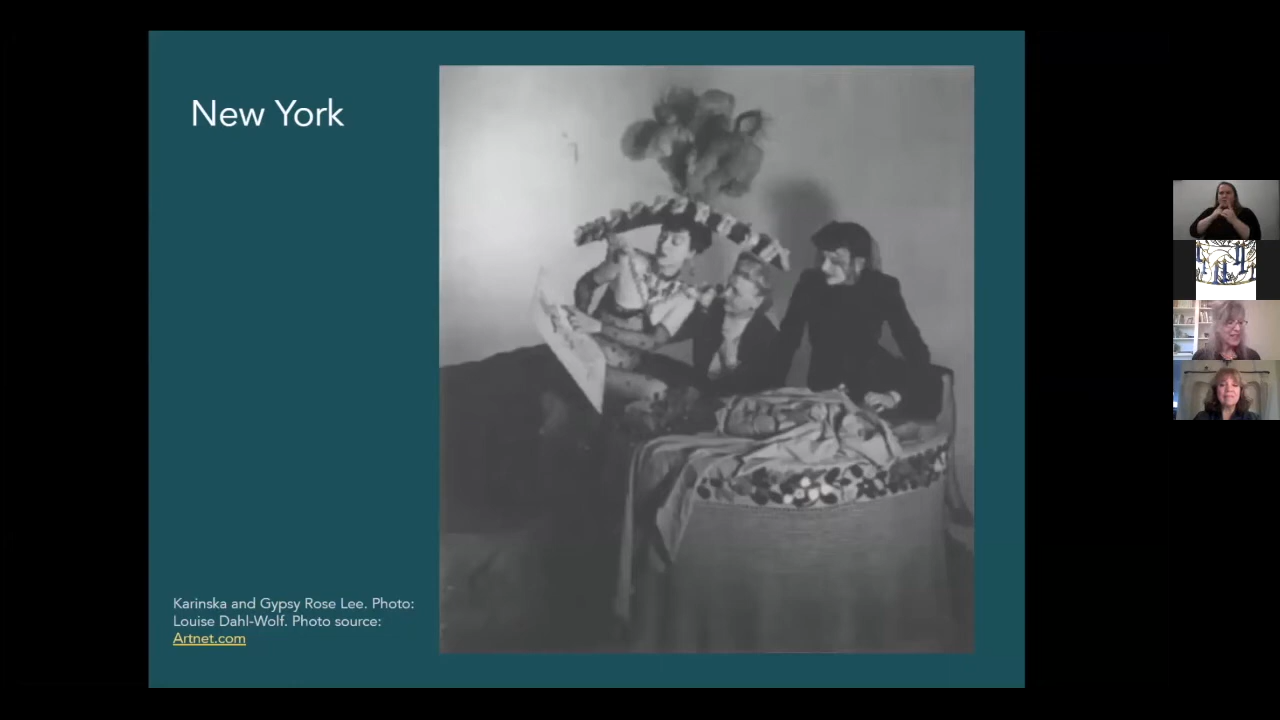 New York
Karinska and Gypsy Rose Lee. Photo:
Louise Dahl-Wolf. Photo source:
Artnet.com